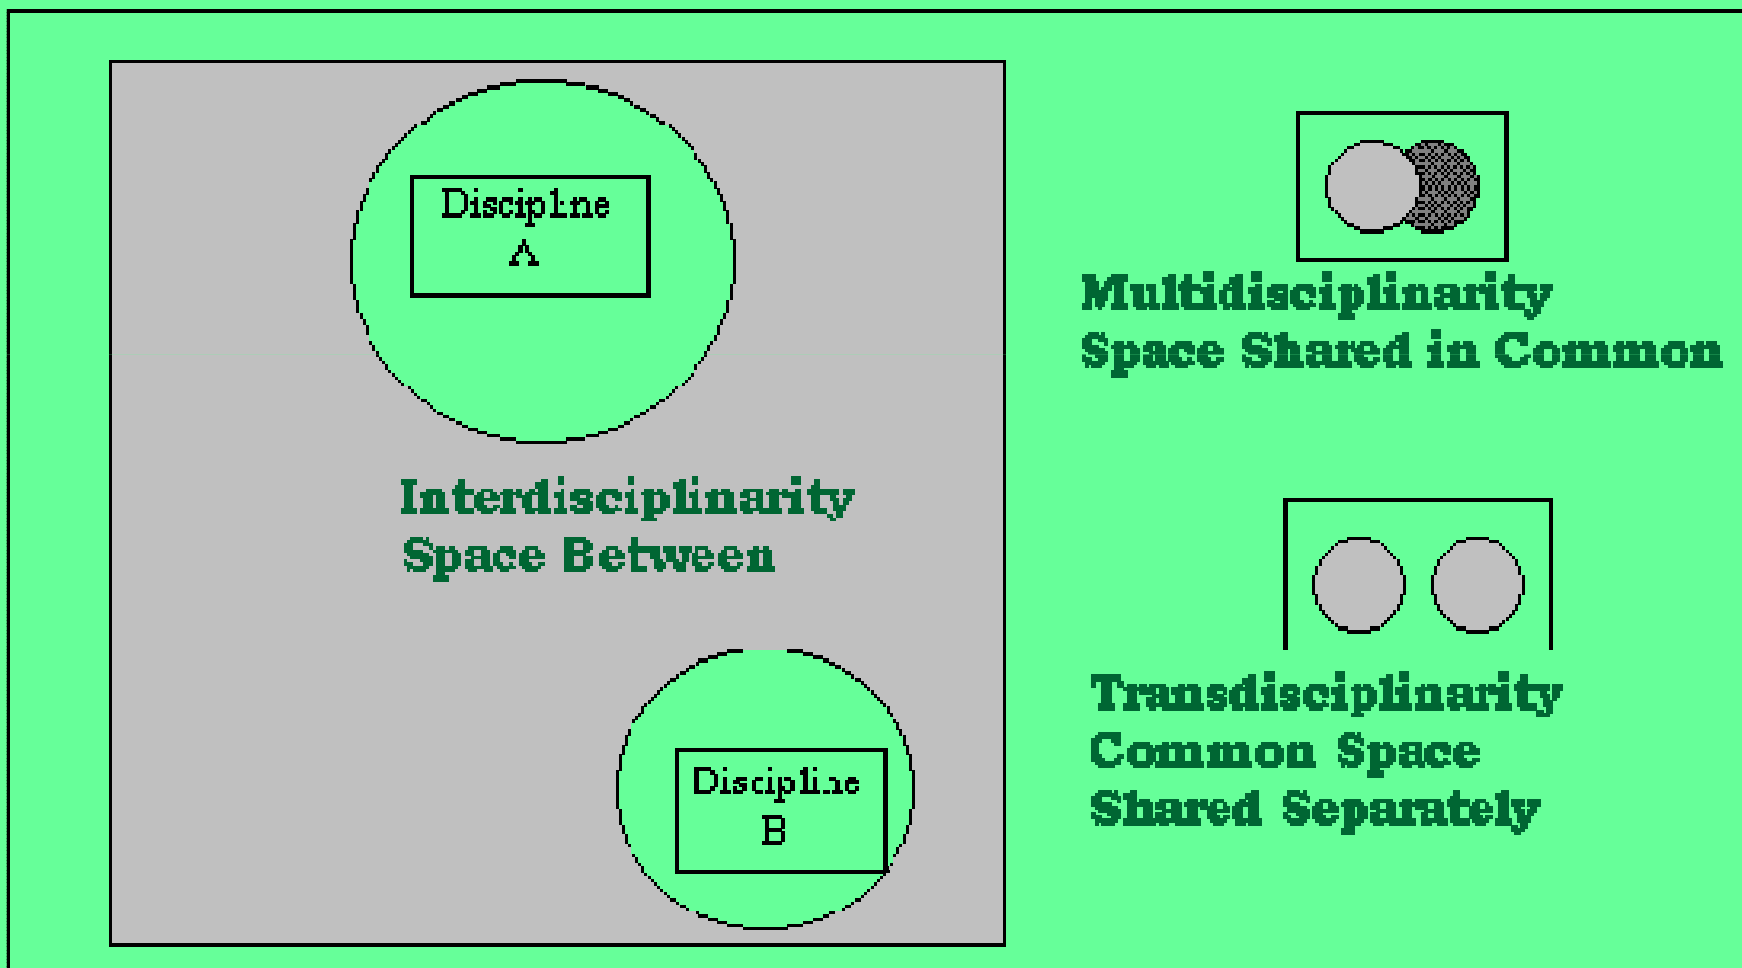 Discipline
A
Interdisciplinarity
Space Between
Discipline
B
Multidisciplinarity
Space Shared in Common
Transdisciplinarity
Common Space
Shared Separately